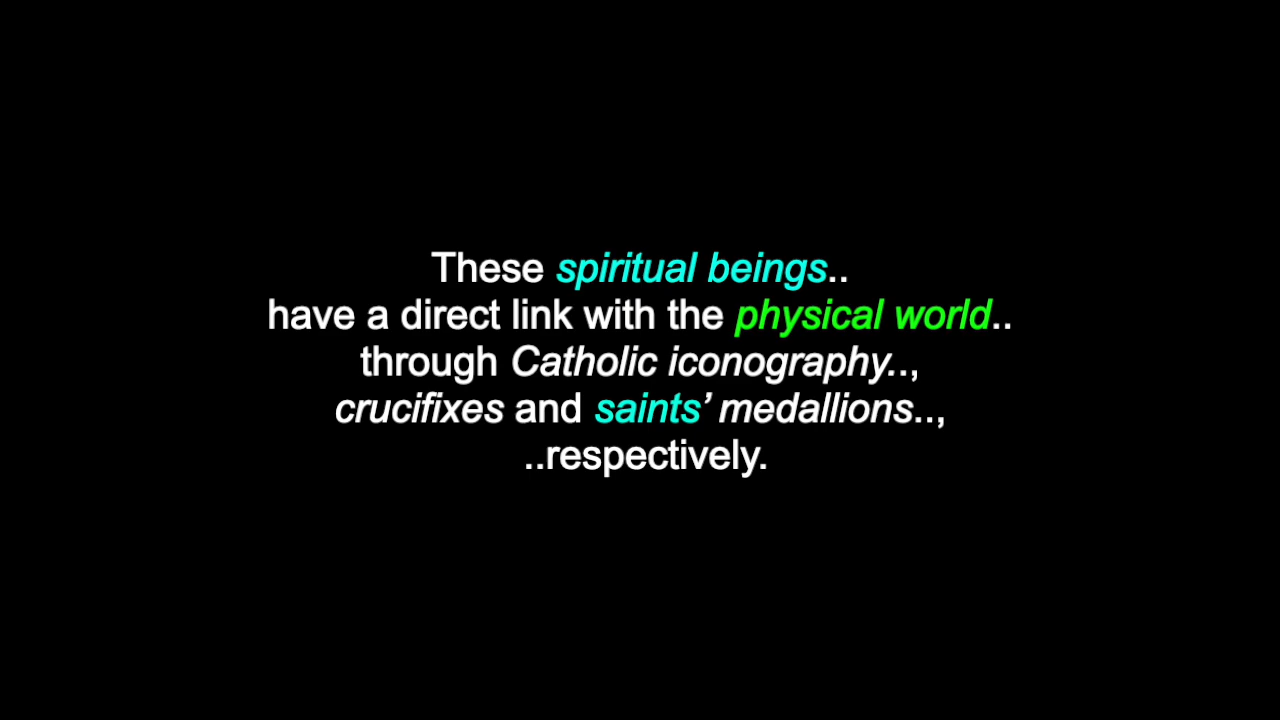 These spiritual beings..
have a direct link with the physical world..
through Catholic iconography..,
crucifixes and saints’ medallions..,
..respectively.